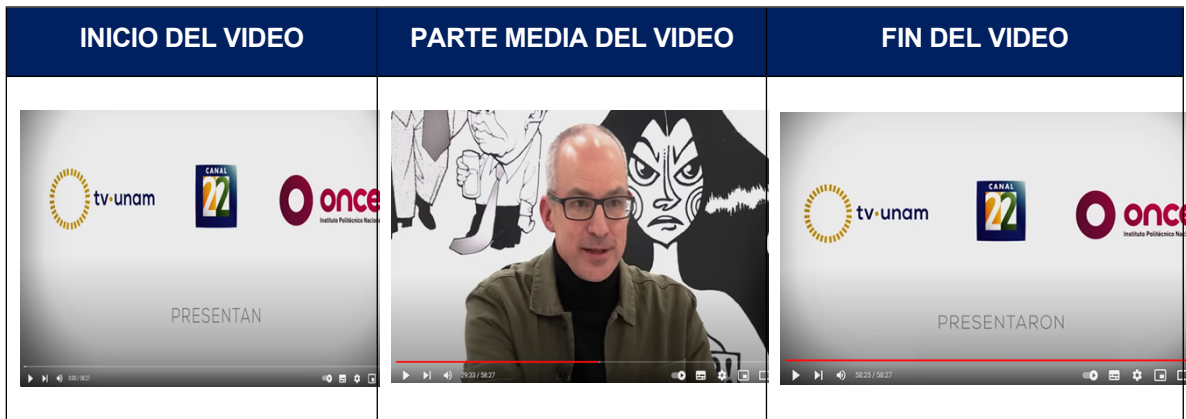 INICIO DEL VIDEO
PARTE MEDIA DEL VIDEO
FIN DEL VIDEO
tv·unam
CANAL
22
once
Instituto Politécnico Nacional
PRESENTAN
0:00 / 58:27
29:33 / 58:27
tv·unam
CANAL
22
once
Instituto Politécnico Naci
PRESENTARON
58:25 / 58:27